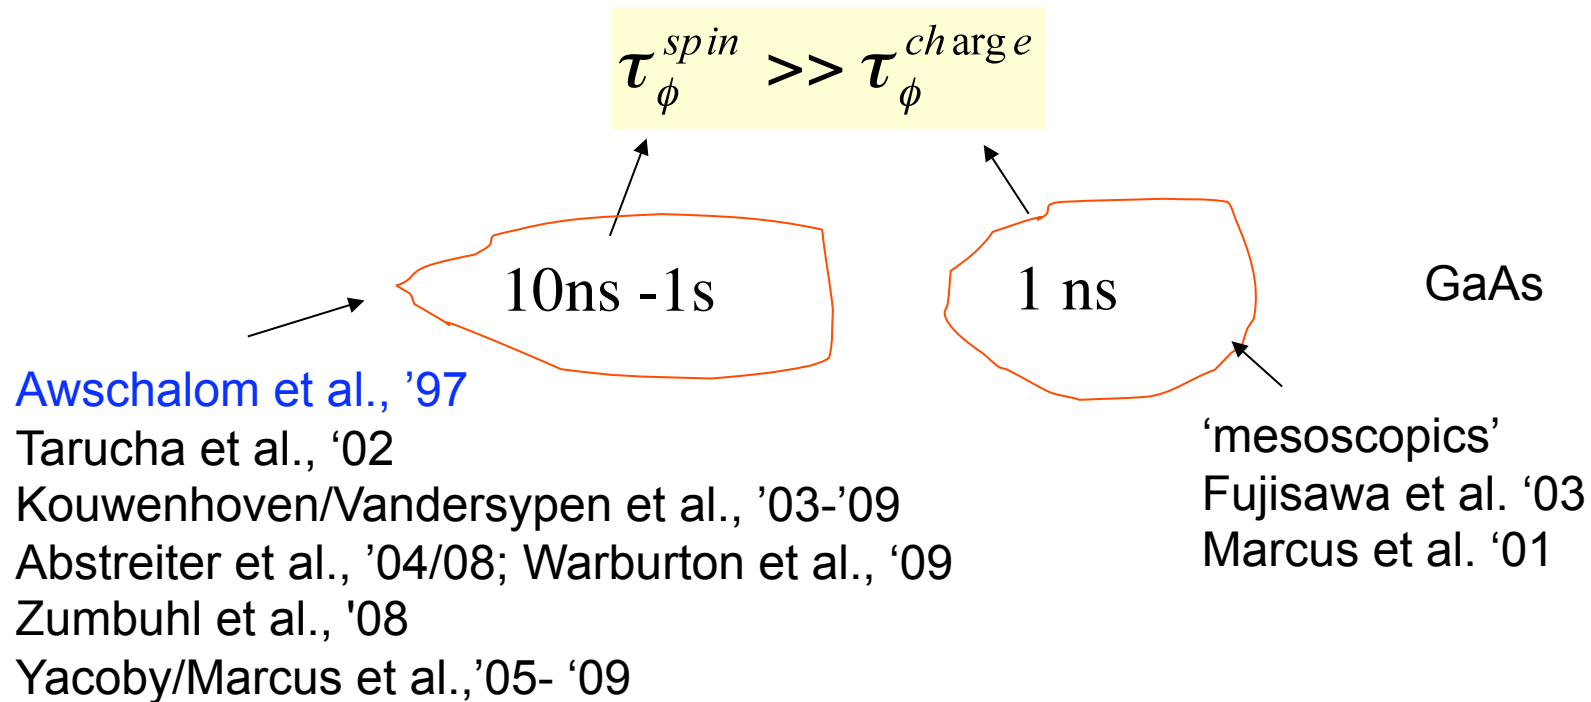 τ_ϕ^{spin} >> τ_ϕ^{charge}
10ns -1s
1 ns
GaAs
Awschalom et al., ’97
Tarucha et al., ‘02
Kouwenhoven/Vandersypen et al., ’03-’09
Abstreiter et al., ’04/08; Warburton et al., ‘09
Zumbuhl et al., '08
Yacoby/Marcus et al.,’05- ‘09
‘mesoscopics’
Fujisawa et al. ‘03
Marcus et al. ‘01